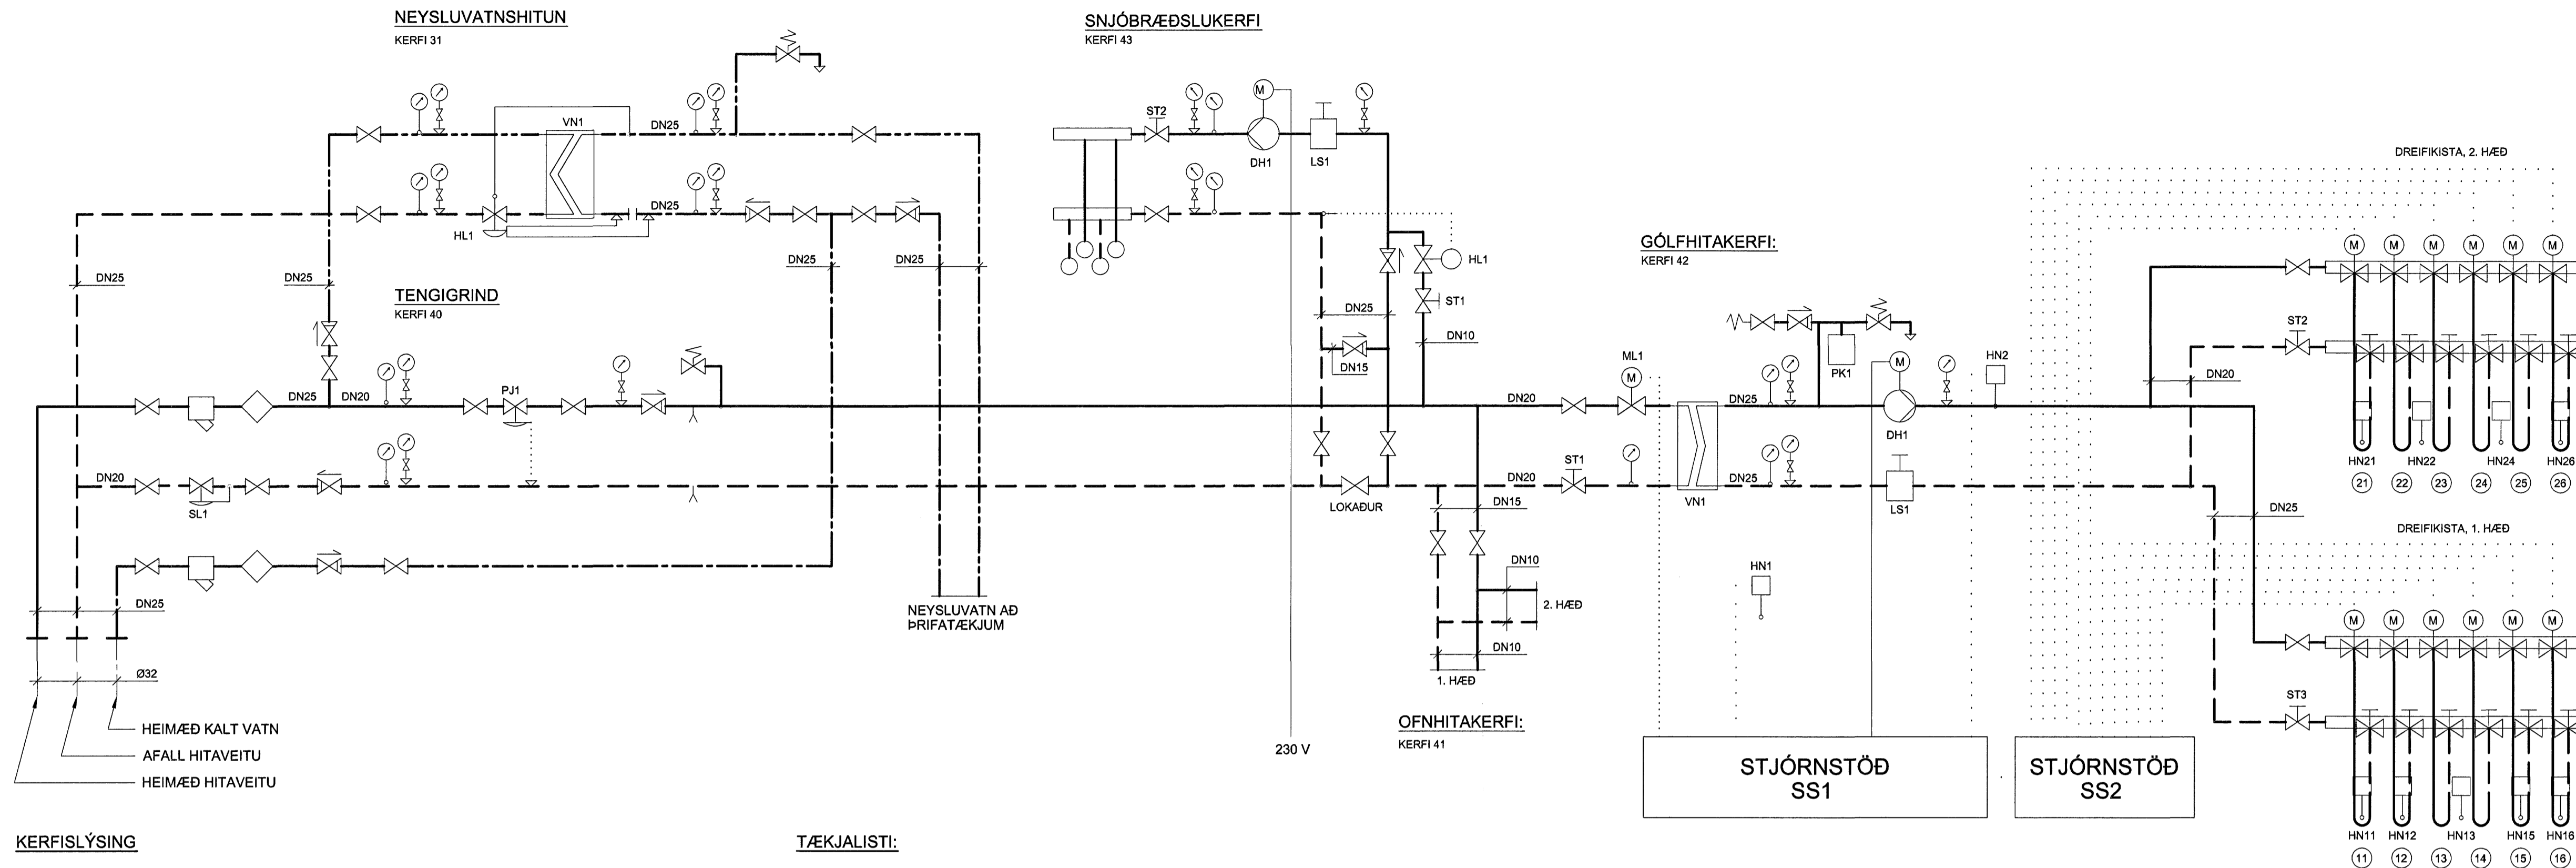 NEYSLUVATNSHITUN
KERFI 31
SNJÓBRÆÐSLUKERFI
KERFI 43
VN1
DN25
HL1
DN25
DN25
DN25
DN25
DN25
ST2
M
DH1
LS1
HL1
ST1
DN25
DN10
DN15
TENGIGRIND
KERFI 40
DN25
DN20
PJ1
DN20
SL1
DN25
Ø32
HEIMÆÐ KALT VATN
AFALL HITAVEITU
HEIMÆÐ HITAVEITU
NEYSLUVATN AÐ
ÞRIFATÆKJUM
LOKAÐUR
230 V
DN15
DN10
2. HÆÐ
DN10
1. HÆÐ
OFNHITAKERFI:
KERFI 41
GÓLFHITAKERFI:
KERFI 42
DN20
ML1
M
DN25
PK1
M
DH1
HN2
DN20
ST1
VN1
DN25
LS1
HN1
STJÓRNSTÖÐ
SS1
STJÓRNSTÖÐ
SS2
DREIFIKISTA, 2. HÆÐ
M M M M M M
ST2
DN20
HN21 HN22 HN24 HN26
21 22 23 24 25 26
DN25
DREIFIKISTA, 1. HÆÐ
M M M M M M
ST3
HN11 HN12 HN13 HN15 HN16
11 12 13 14 15 16
KERFISLÝSING
TÆKJALISTI: